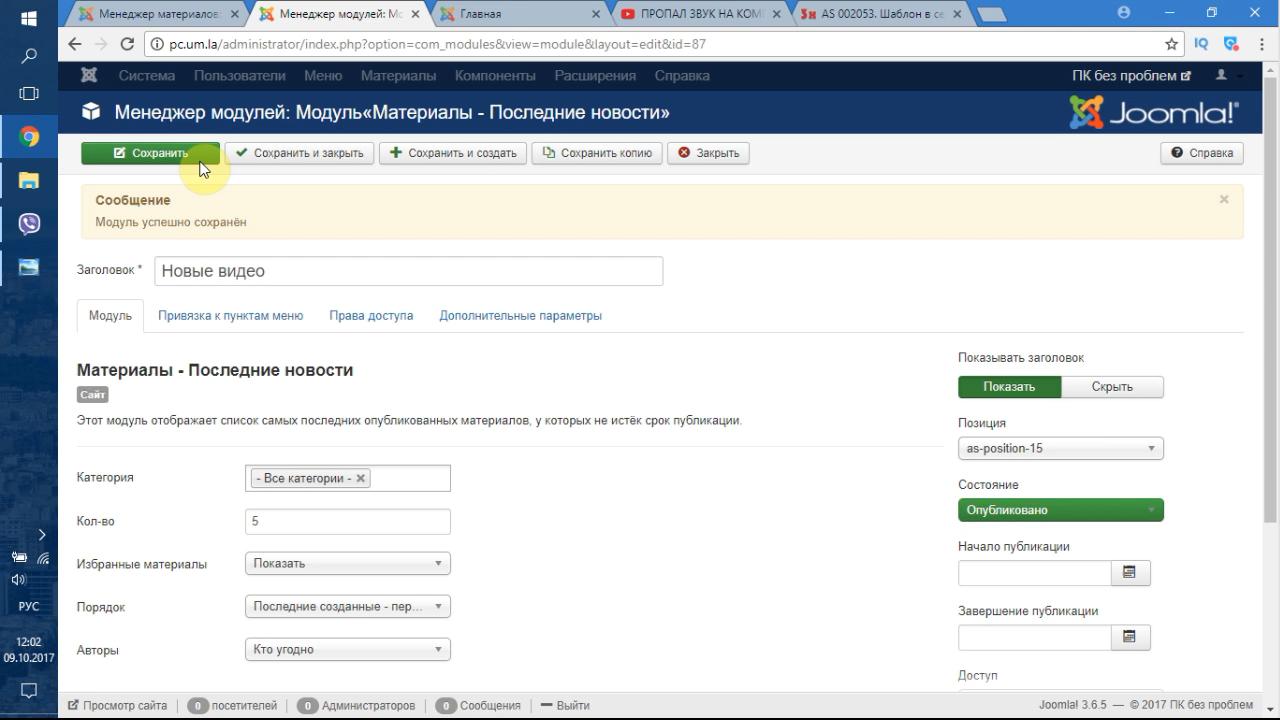 Менеджер материалов:
Менеджер модулей: Мо
Главная
ПРОПАЛ ЗВУК НА КОМП
AS 002053. Шаблон в се
pc.um.la/administrator/index.php?option=com_modules&view=module&layout=edit&id=87
IQ
Система Пользователи Меню Материалы Компоненты Расширения Справка
ПК без проблем
Менеджер модулей: Модуль«Материалы - Последние новости»
Joomla!®
Сохранить
Сохранить и закрыть
Сохранить и создать
Сохранить копию
Закрыть
Справка
Сообщение
Модуль успешно сохранён
Заголовок *
Новые видео
Модуль
Привязка к пунктам меню
Права доступа
Дополнительные параметры
Материалы - Последние новости
Сайт
Этот модуль отображает список самых последних опубликованных материалов, у которых не истёк срок публикации.
Категория
- Все категории -
Кол-во
5
Избранные материалы
Показать
Порядок
Последние созданные - пер...
Авторы
Кто угодно
Показывать заголовок
Показать
Скрыть
Позиция
as-position-15
Состояние
Опубликовано
Начало публикации
Завершение публикации
Доступ
Просмотр сайта
0 посетителей
0 Администраторов
0 Сообщения
Выйти
Joomla! 3.6.5 — © 2017 ПК без проблем
РУС
12:02
09.10.2017